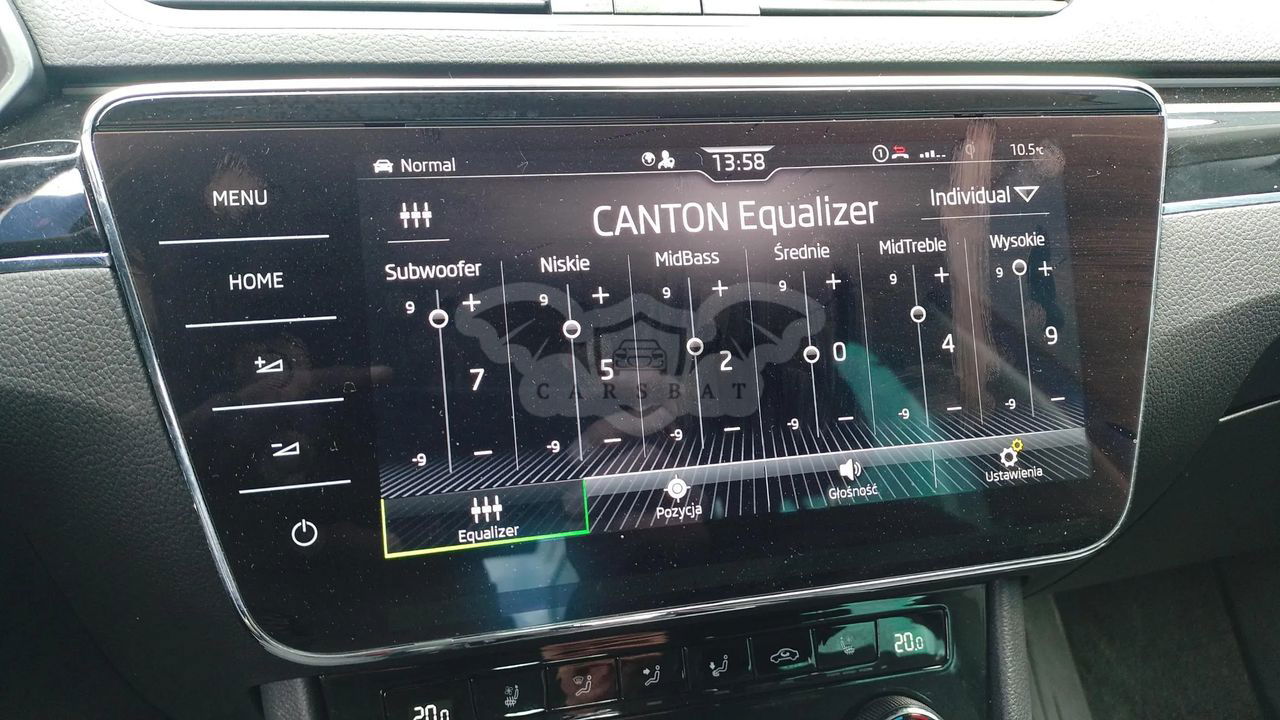 Normal
13:58
1
10.5°C
MENU
HOME
CANTON Equalizer
Individual
Subwoofer
Niskie
MidBass
Średnie
MidTreble
Wysokie
9 + 9 + 9 + 9 + 9 + 9 +
7 5 2 0 4 9
-9 − -9 − -9 − -9 − -9 − -9 −
CARSBAT
Equalizer
Pozycja
Głośność
Ustawienia
20.0
20.0